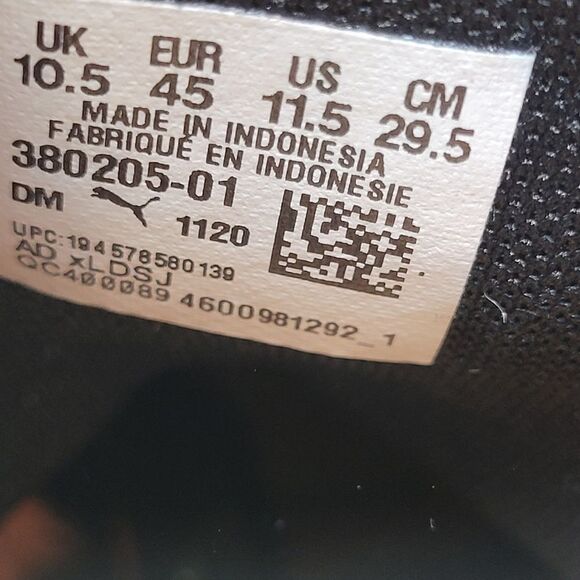 UK EUR US CM
10.5 45 11.5 29.5
MADE IN INDONESIA
FABRIQUÉ EN INDONESIE
380205-01
DM 1120
UPC:194578580139
AD xLDSJ
QC400089 4600981292_1